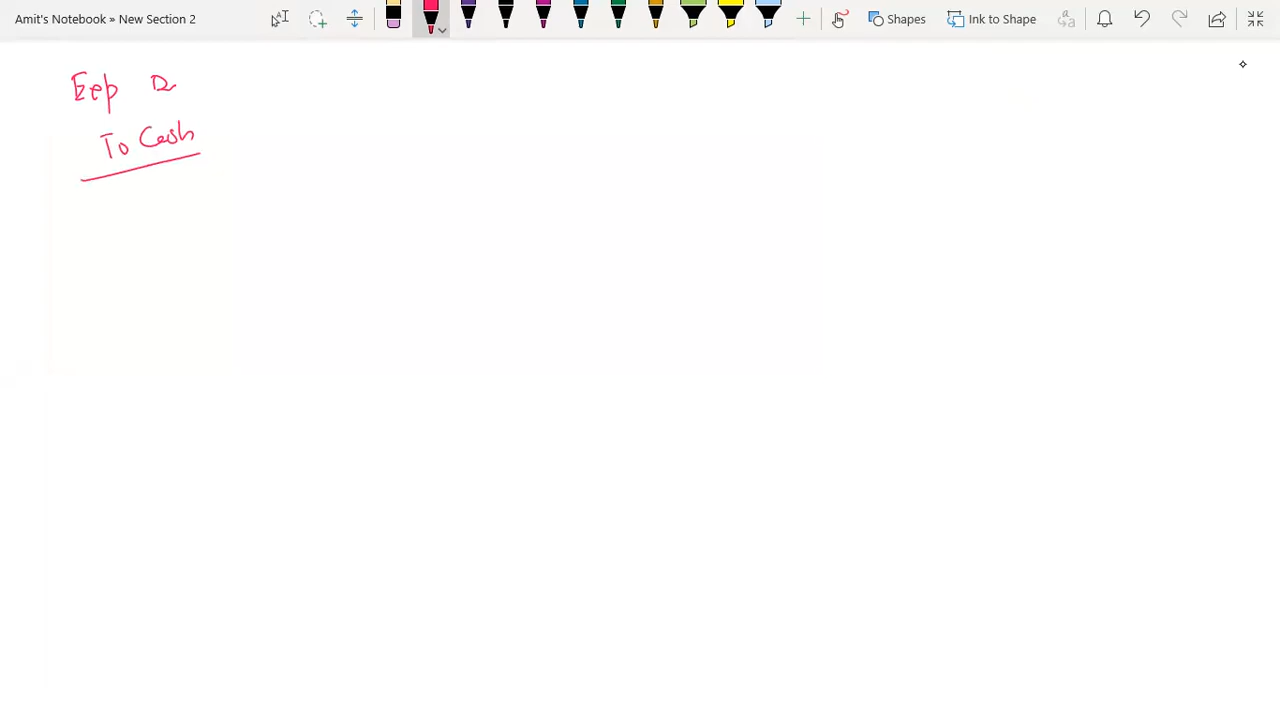 Amit's Notebook » New Section 2
Shapes
Ink to Shape
Exp Dr
To Cash